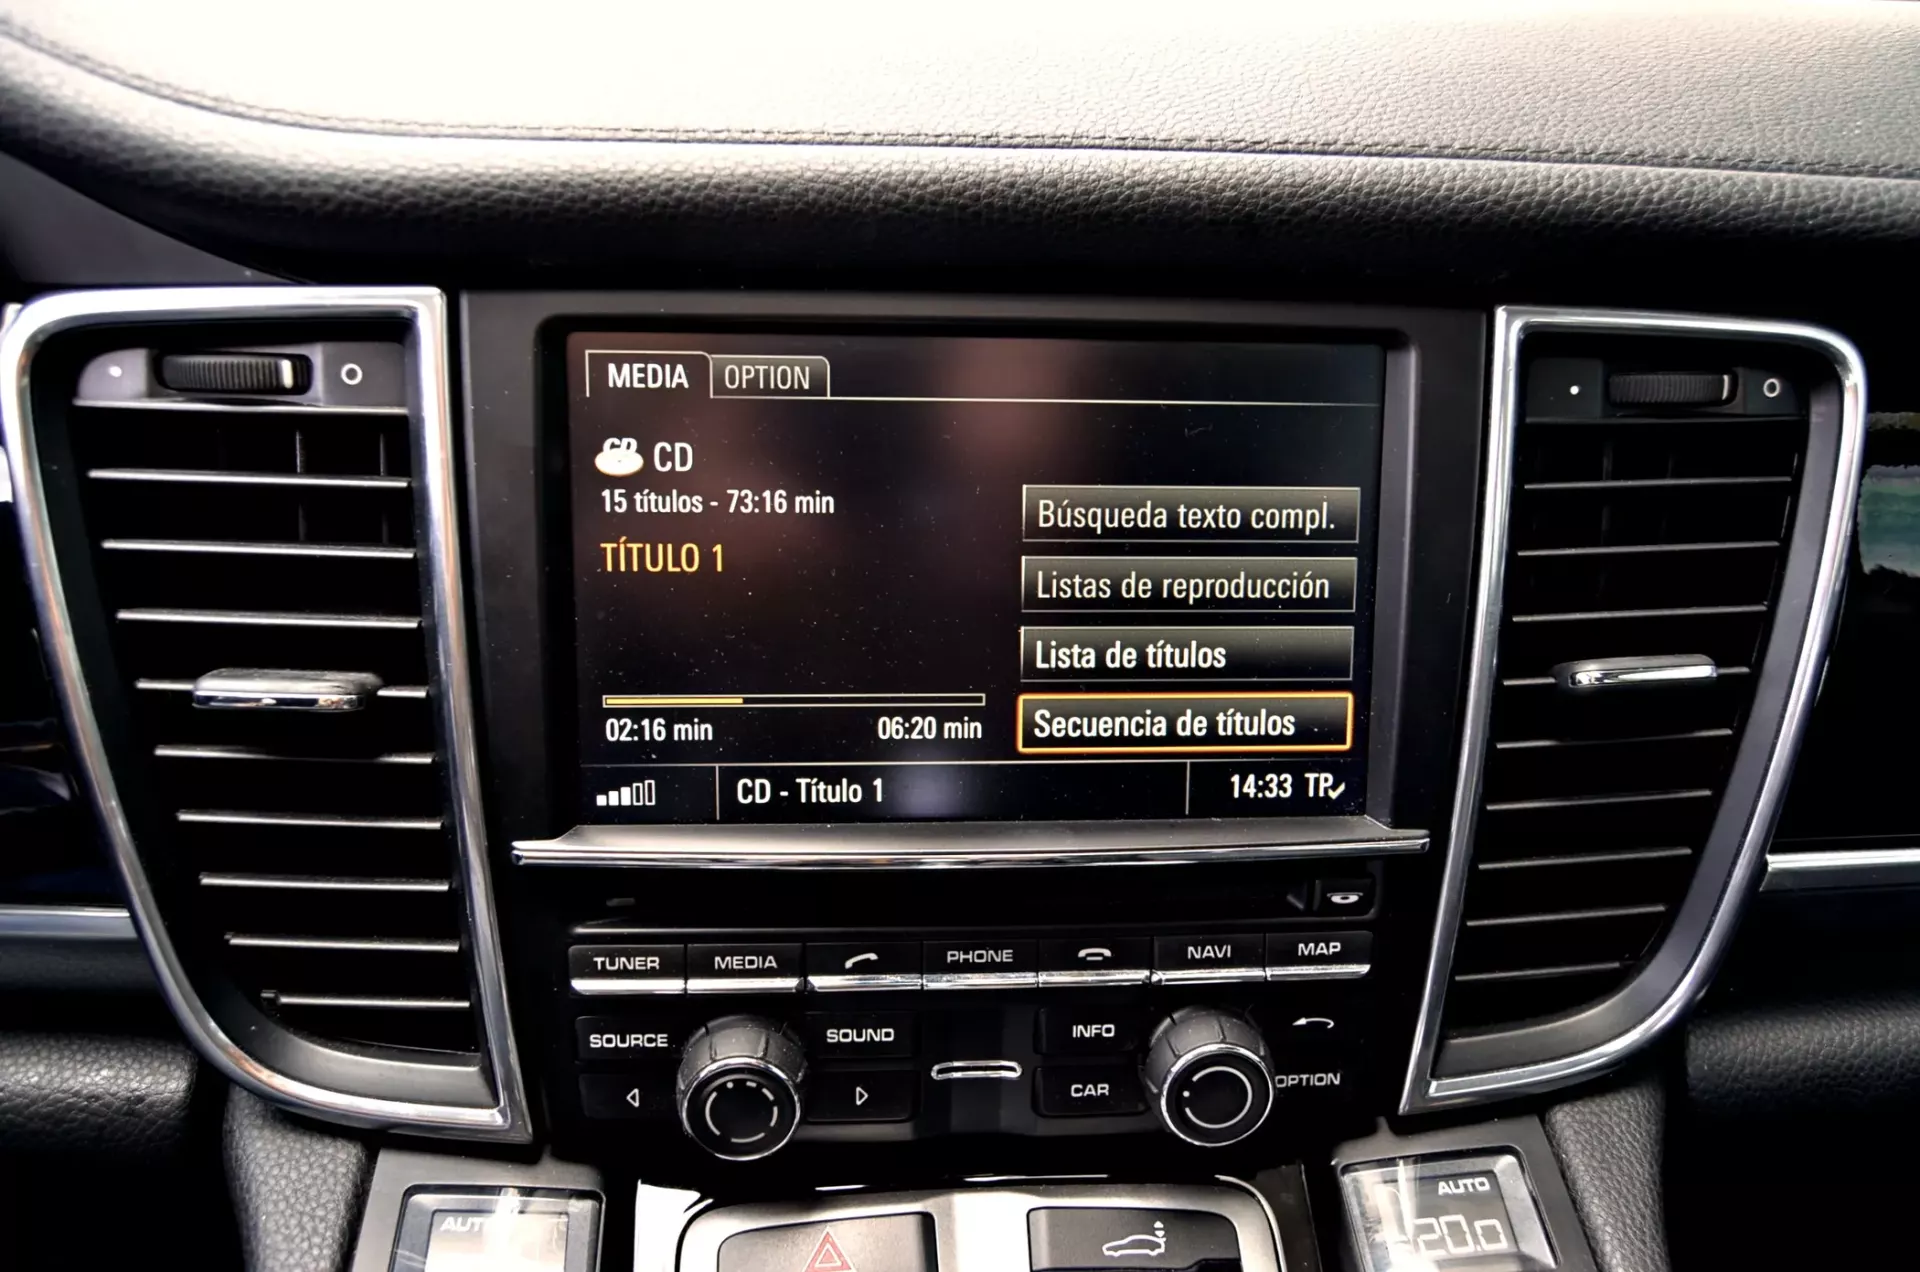 MEDIA OPTION
CD CD
15 títulos - 73:16 min
TÍTULO 1
Búsqueda texto compl.
Listas de reproducción
Lista de títulos
Secuencia de títulos
02:16 min 06:20 min
CD - Título 1 14:33 TP
TUNER MEDIA PHONE NAVI MAP
SOURCE SOUND INFO
CAR OPTION
AUTO AUTO
20.0